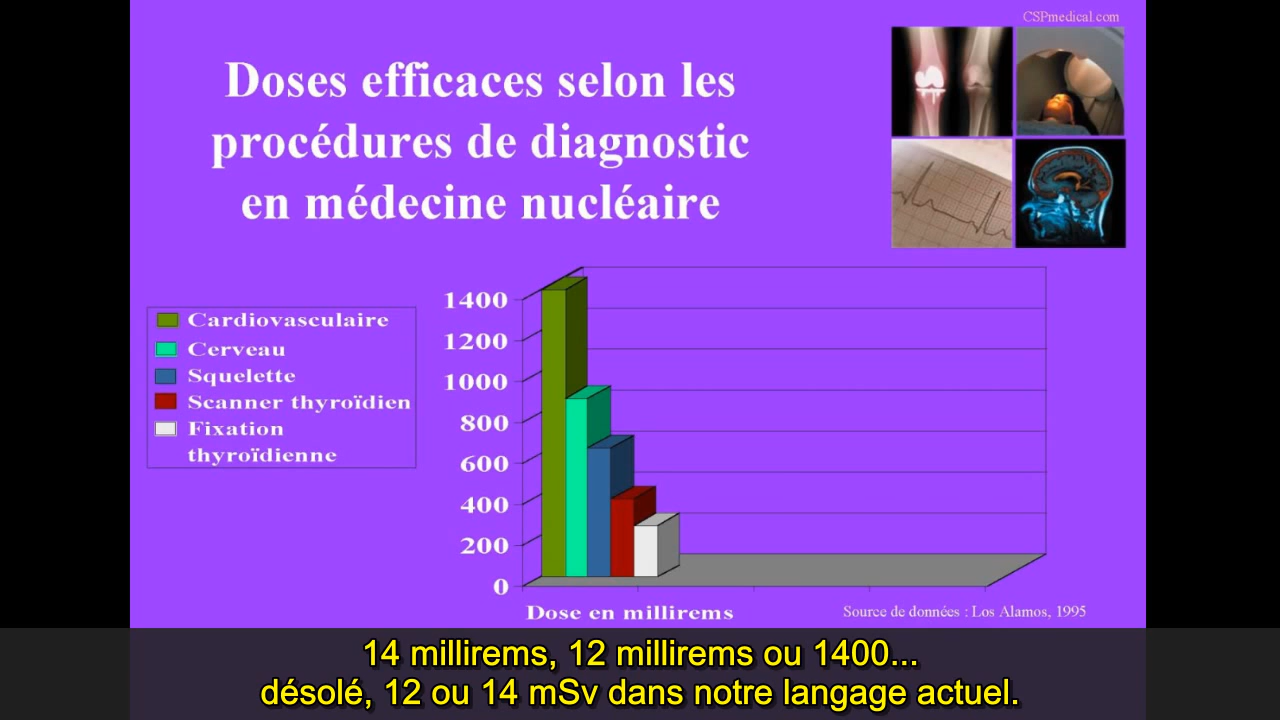 CSPmedical.com
Doses efficaces selon les
procédures de diagnostic
en médecine nucléaire
Cardiovasculaire
Cerveau
Squelette
Scanner thyroïdien
Fixation
thyroïdienne
1400
1200
1000
800
600
400
200
0
Dose en millirems
Source de données : Los Alamos, 1995
14 millirems, 12 millirems ou 1400...
désolé, 12 ou 14 mSv dans notre langage actuel.